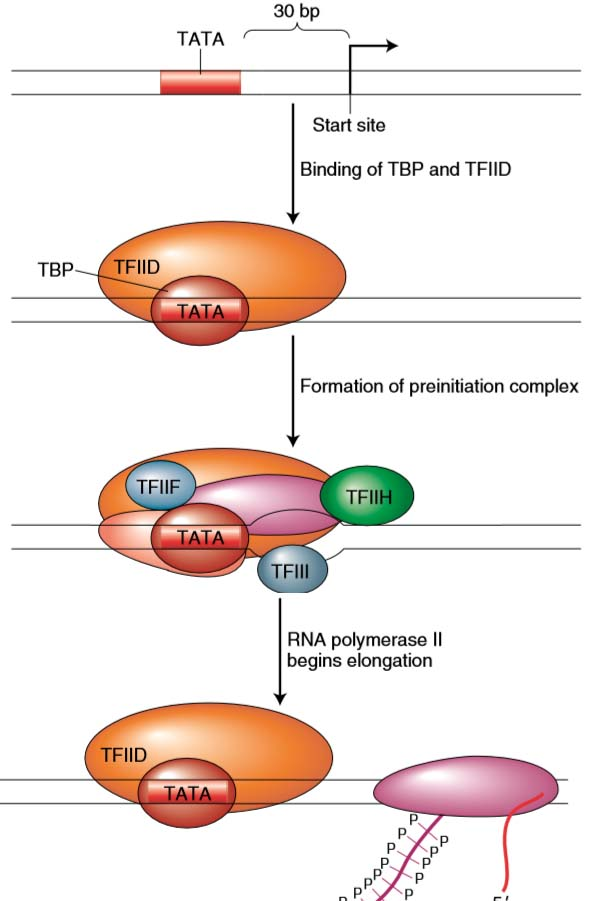 30 bp
TATA
Start site
Binding of TBP and TFIID
TBP
TFIID
TATA
Formation of preinitiation complex
TFIIF
TFIIH
TATA
TFIII
RNA polymerase II
begins elongation
TFIID
TATA
P
P
P
P
P
P
P
P
P
P
P
P
P
5′